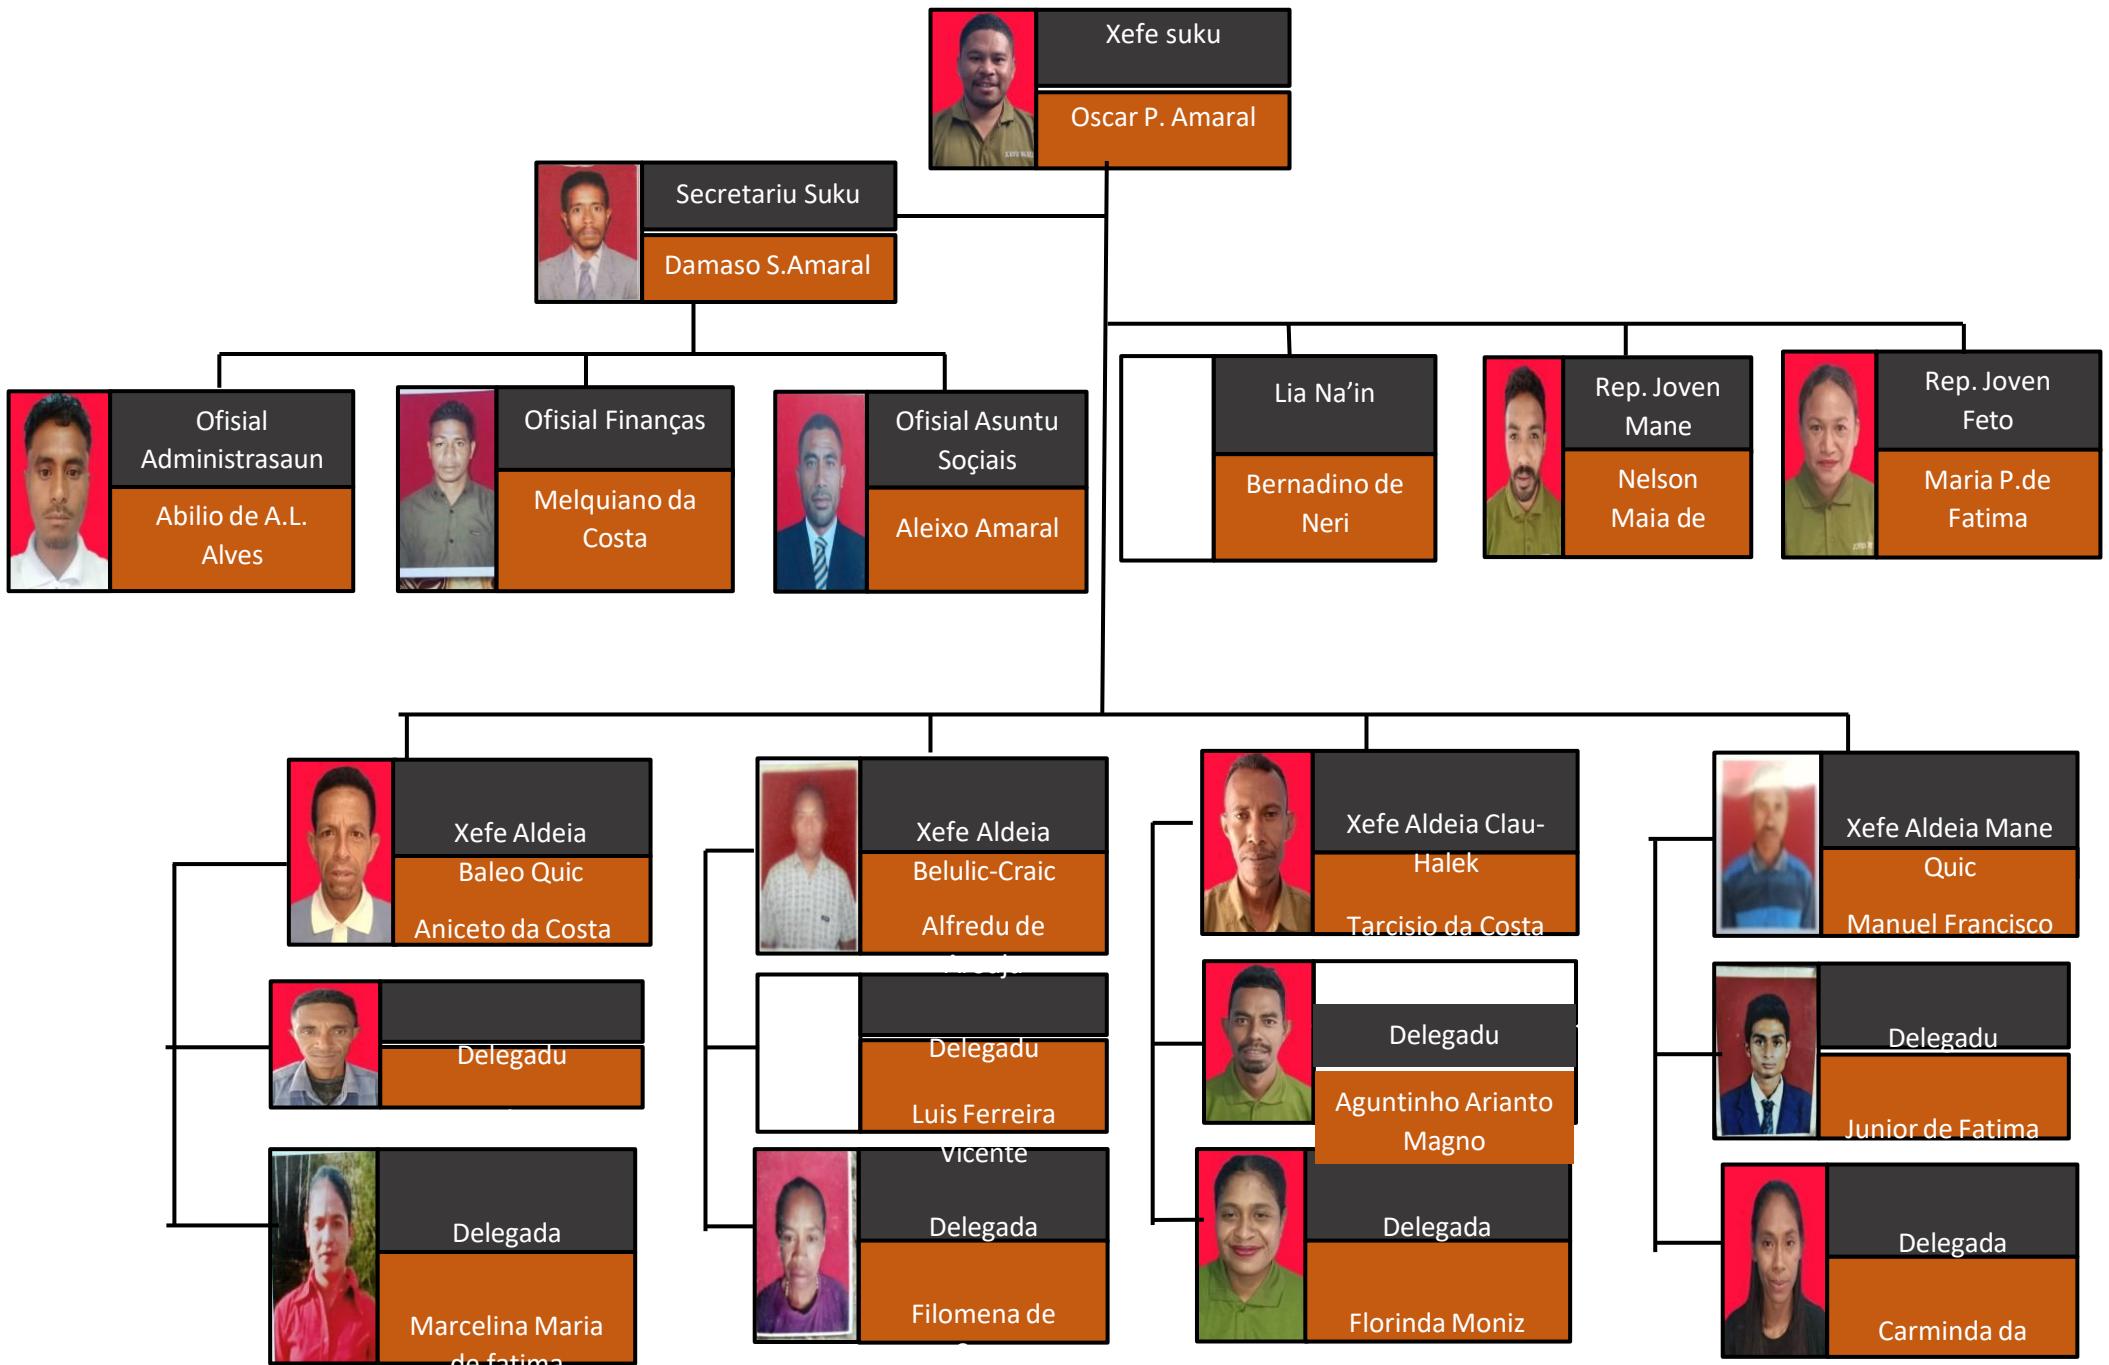 Xefe suku
Oscar P. Amaral
Secretariu Suku
Damaso S.Amaral
Ofisial
Administrasaun
Abilio de A.L.
Alves
Ofisial Finanças
Melquiano da
Costa
Ofisial Asuntu
Soçiais
Aleixo Amaral
Lia Na’in
Bernadino de
Neri
Rep. Joven
Mane
Nelson
Maia de
Rep. Joven
Feto
Maria P.de
Fatima
Xefe Aldeia
Baleo Quic
Aniceto da Costa
Xefe Aldeia
Belulic-Craic
Alfredu de
Xefe Aldeia Clau-
Halek
Tarcisio da Costa
Xefe Aldeia Mane
Quic
Manuel Francisco
Delegadu
Delegadu
Luis Ferreira
Vicente
Delegadu
Aguntinho Arianto
Magno
Delegadu
Junior de Fatima
Delegada
Marcelina Maria
de fatima
Delegada
Filomena de
Delegada
Florinda Moniz
Delegada
Carminda da